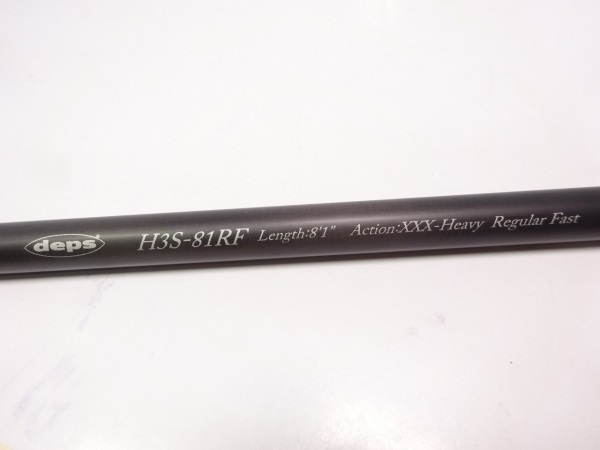 deps H3S-81RF Length:8'1" Action:XXX-Heavy Regular Fast